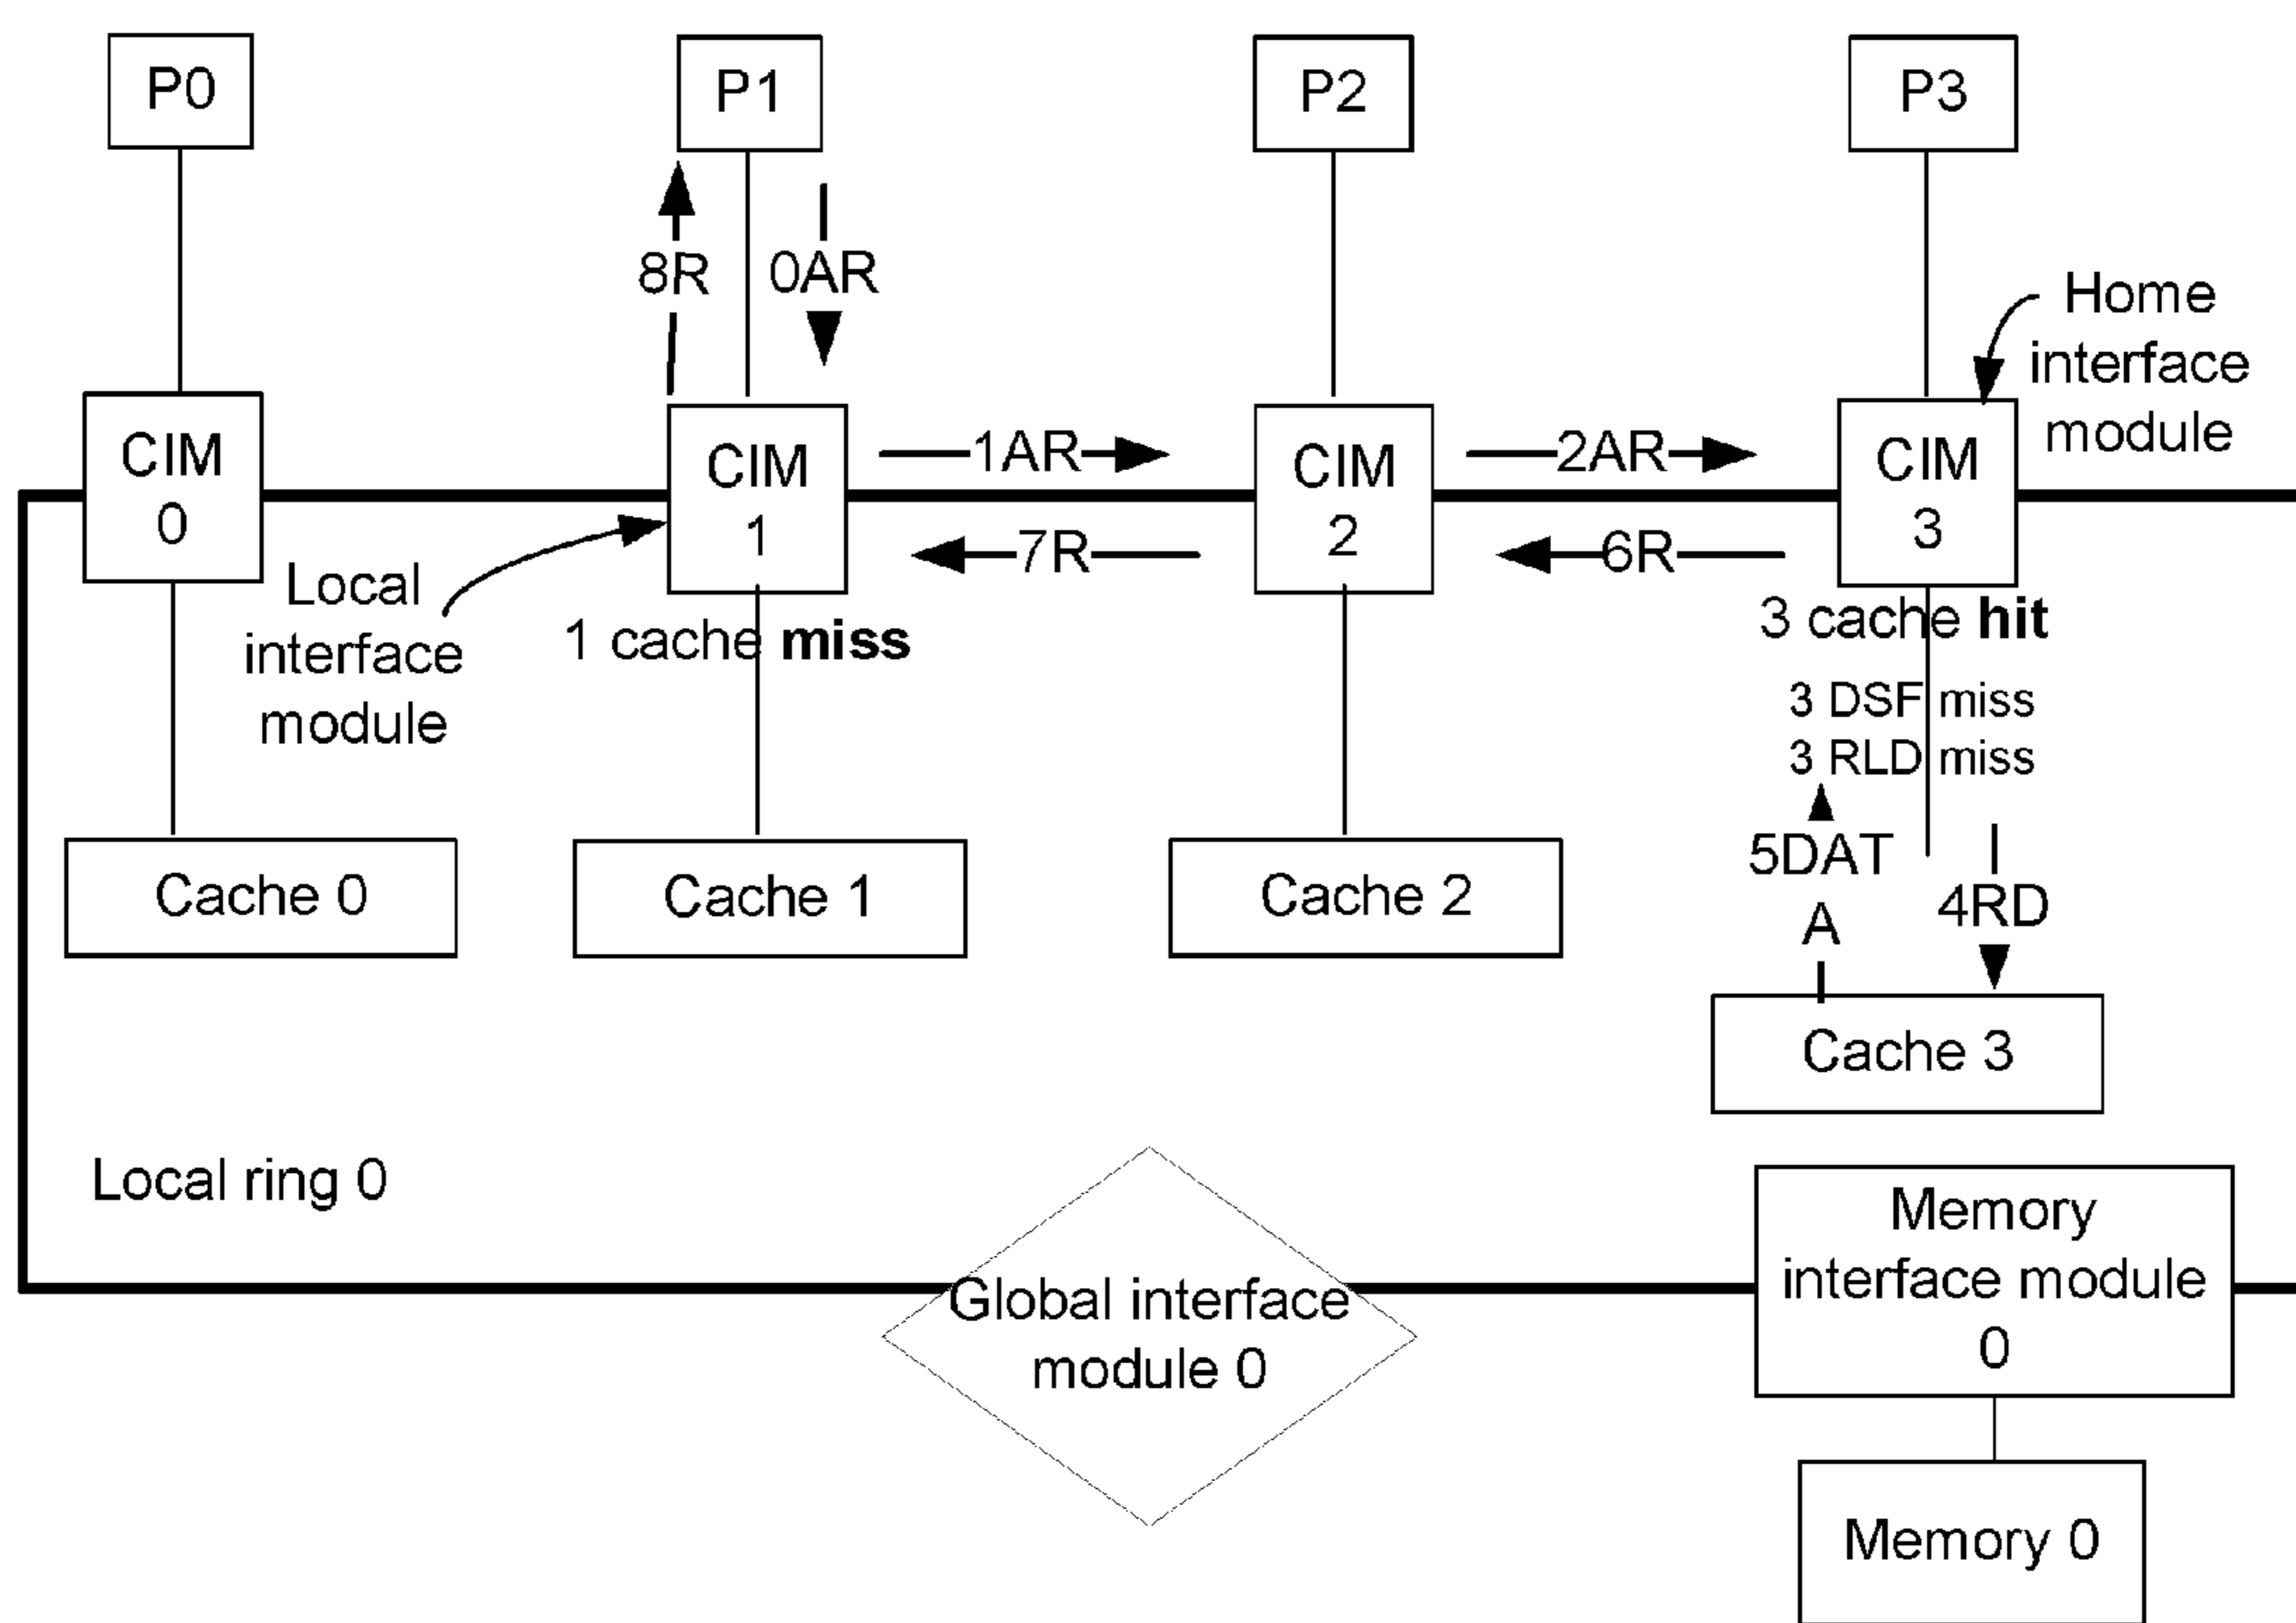 P0
P1
P2
P3
8R
0AR
Home
interface
module
CIM
0
CIM
1
1AR
CIM
2
2AR
CIM
3
7R
6R
Local
interface
module
1 cache miss
3 cache hit
3 DSF miss
3 RLD miss
5DAT
A
4RD
Cache 0
Cache 1
Cache 2
Cache 3
Local ring 0
Global interface
module 0
Memory
interface module
0
Memory 0